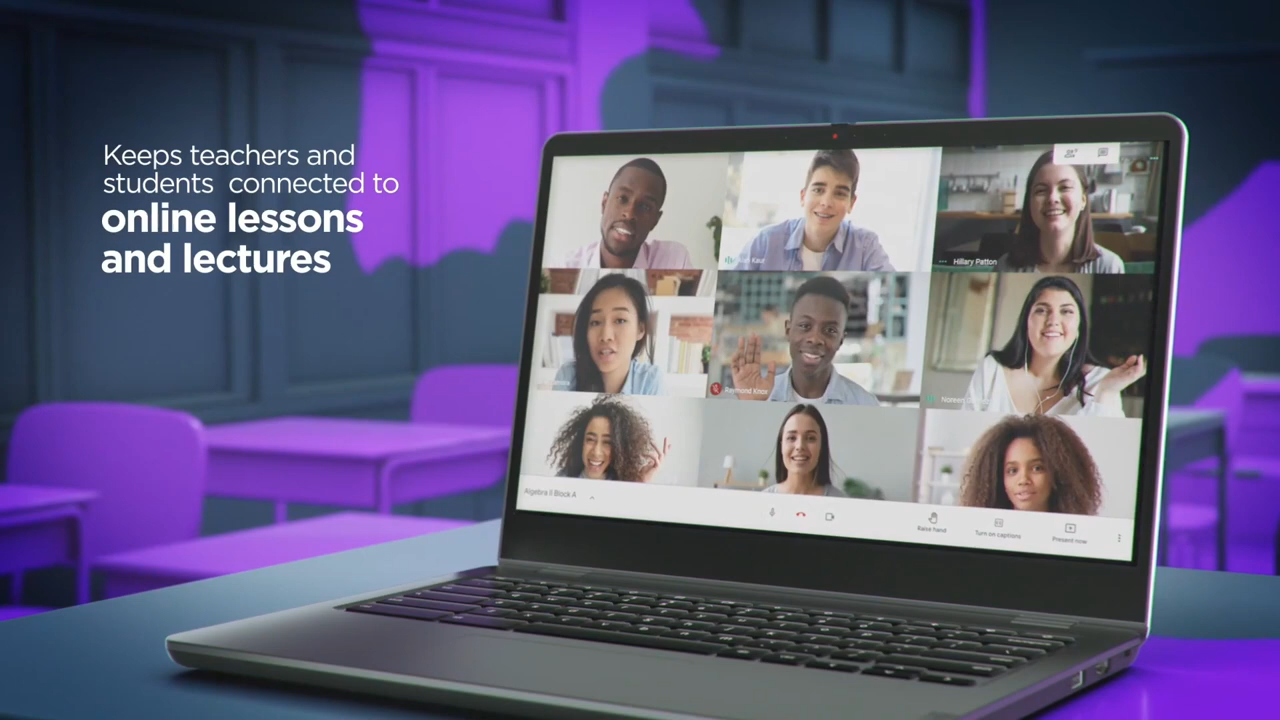 Keeps teachers and
students connected to
online lessons
and lectures
Kaur
Hillary Patton
Raymond Knox
Algebra II Block A
Raise hand
Turn on captions
Present now